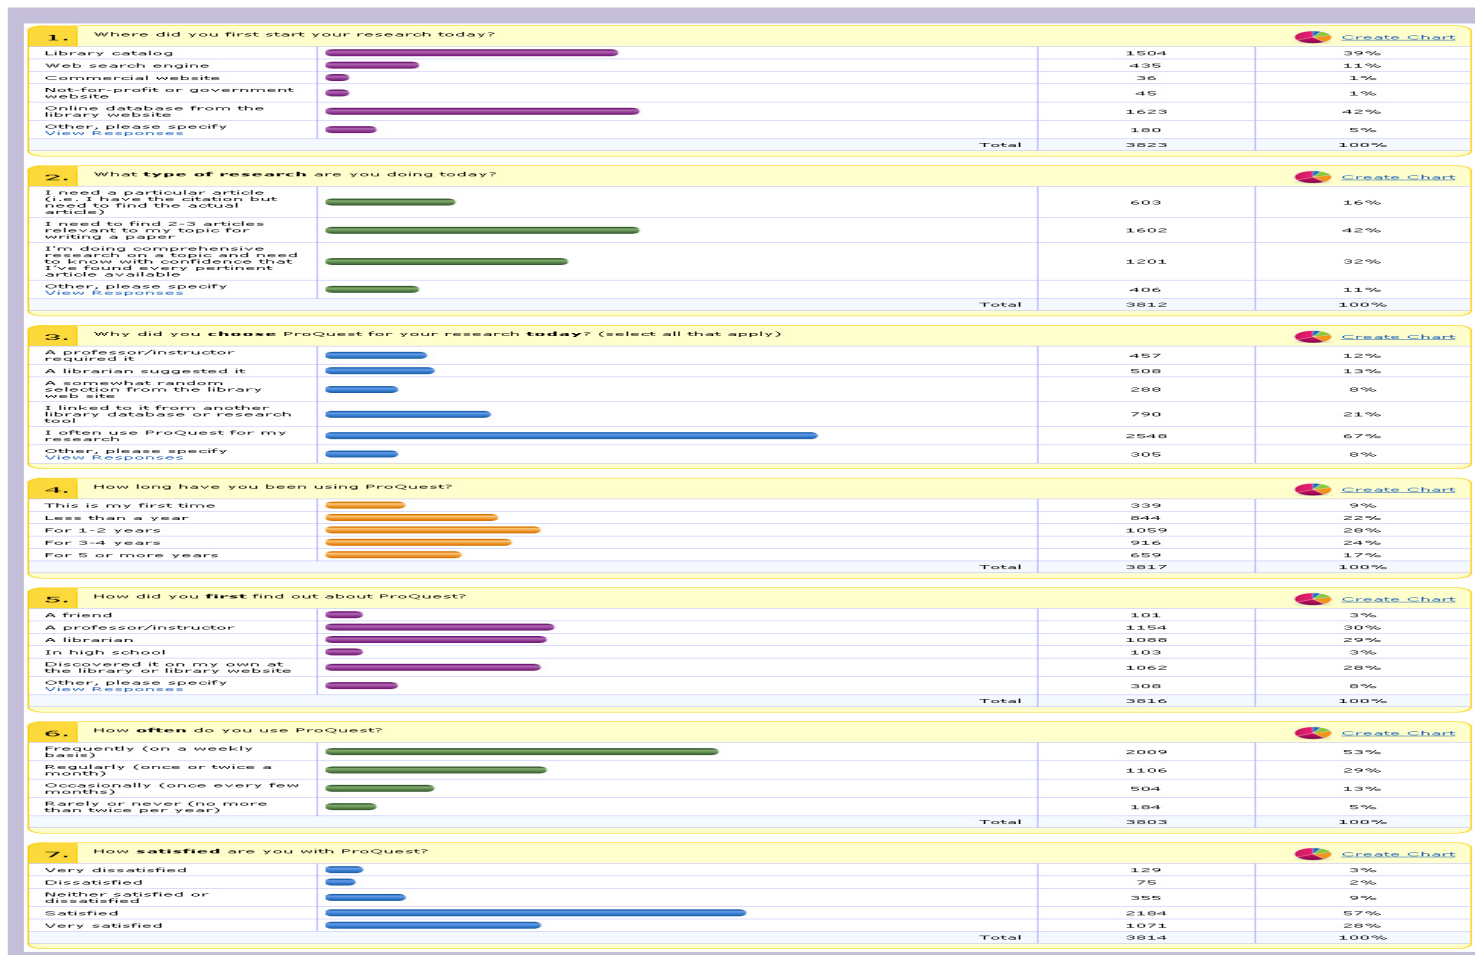 1. Where did you first start your research today? Create Chart
Library catalog 1504 39%
Web search engine 435 11%
Commercial website 36 1%
Not-for-profit or government
website 45 1%
Online database from the
library website 1623 42%
Other, please specify
View Responses 180 5%
Total 3823 100%
2. What type of research are you doing today? Create Chart
I need a particular article
(i.e. I have the citation but
need to find the actual
article) 603 16%
I need to find 2-3 articles
relevant to my topic for
writing a paper 1602 42%
I'm doing comprehensive
research on a topic and need
to know with confidence that
I've found every pertinent
article available 1201 32%
Other, please specify
View Responses 406 11%
Total 3812 100%
3. Why did you choose ProQuest for your research today? (select all that apply) Create Chart
A professor/instructor
required it 457 12%
A librarian suggested it 508 13%
A somewhat random
selection from the library
web site 288 8%
I linked to it from another
library database or research
tool 790 21%
I often use ProQuest for my
research 2548 67%
Other, please specify
View Responses 305 8%
4. How long have you been using ProQuest? Create Chart
This is my first time 339 9%
Less than a year 844 22%
For 1-2 years 1059 28%
For 3-4 years 916 24%
For 5 or more years 659 17%
Total 3817 100%
5. How did you first find out about ProQuest? Create Chart
A friend 101 3%
A professor/instructor 1154 30%
A librarian 1088 29%
In high school 103 3%
Discovered it on my own at
the library or library website 1062 28%
Other, please specify
View Responses 308 8%
Total 3816 100%
6. How often do you use ProQuest? Create Chart
Frequently (on a weekly
basis) 2009 53%
Regularly (once or twice a
month) 1106 29%
Occasionally (once every few
months) 504 13%
Rarely or never (no more
than twice per year) 184 5%
Total 3803 100%
7. How satisfied are you with ProQuest? Create Chart
Very dissatisfied 129 3%
Dissatisfied 75 2%
Neither satisfied or
dissatisfied 355 9%
Satisfied 2184 57%
Very satisfied 1071 28%
Total 3814 100%